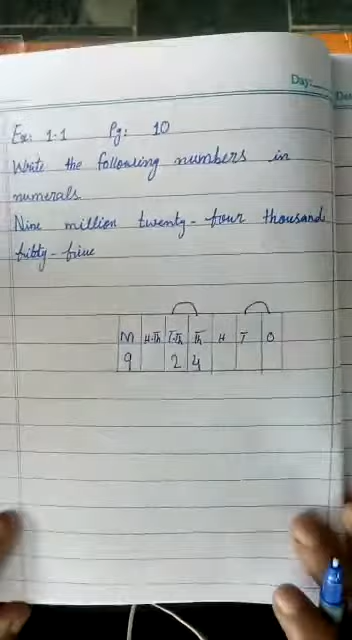 Day:
Ex: 1.1 Pg: 10
Write the following numbers in
numerals
Nine million twenty-four thousand
fifty-five
M H-Th T-Th Th H T O
9 2 4